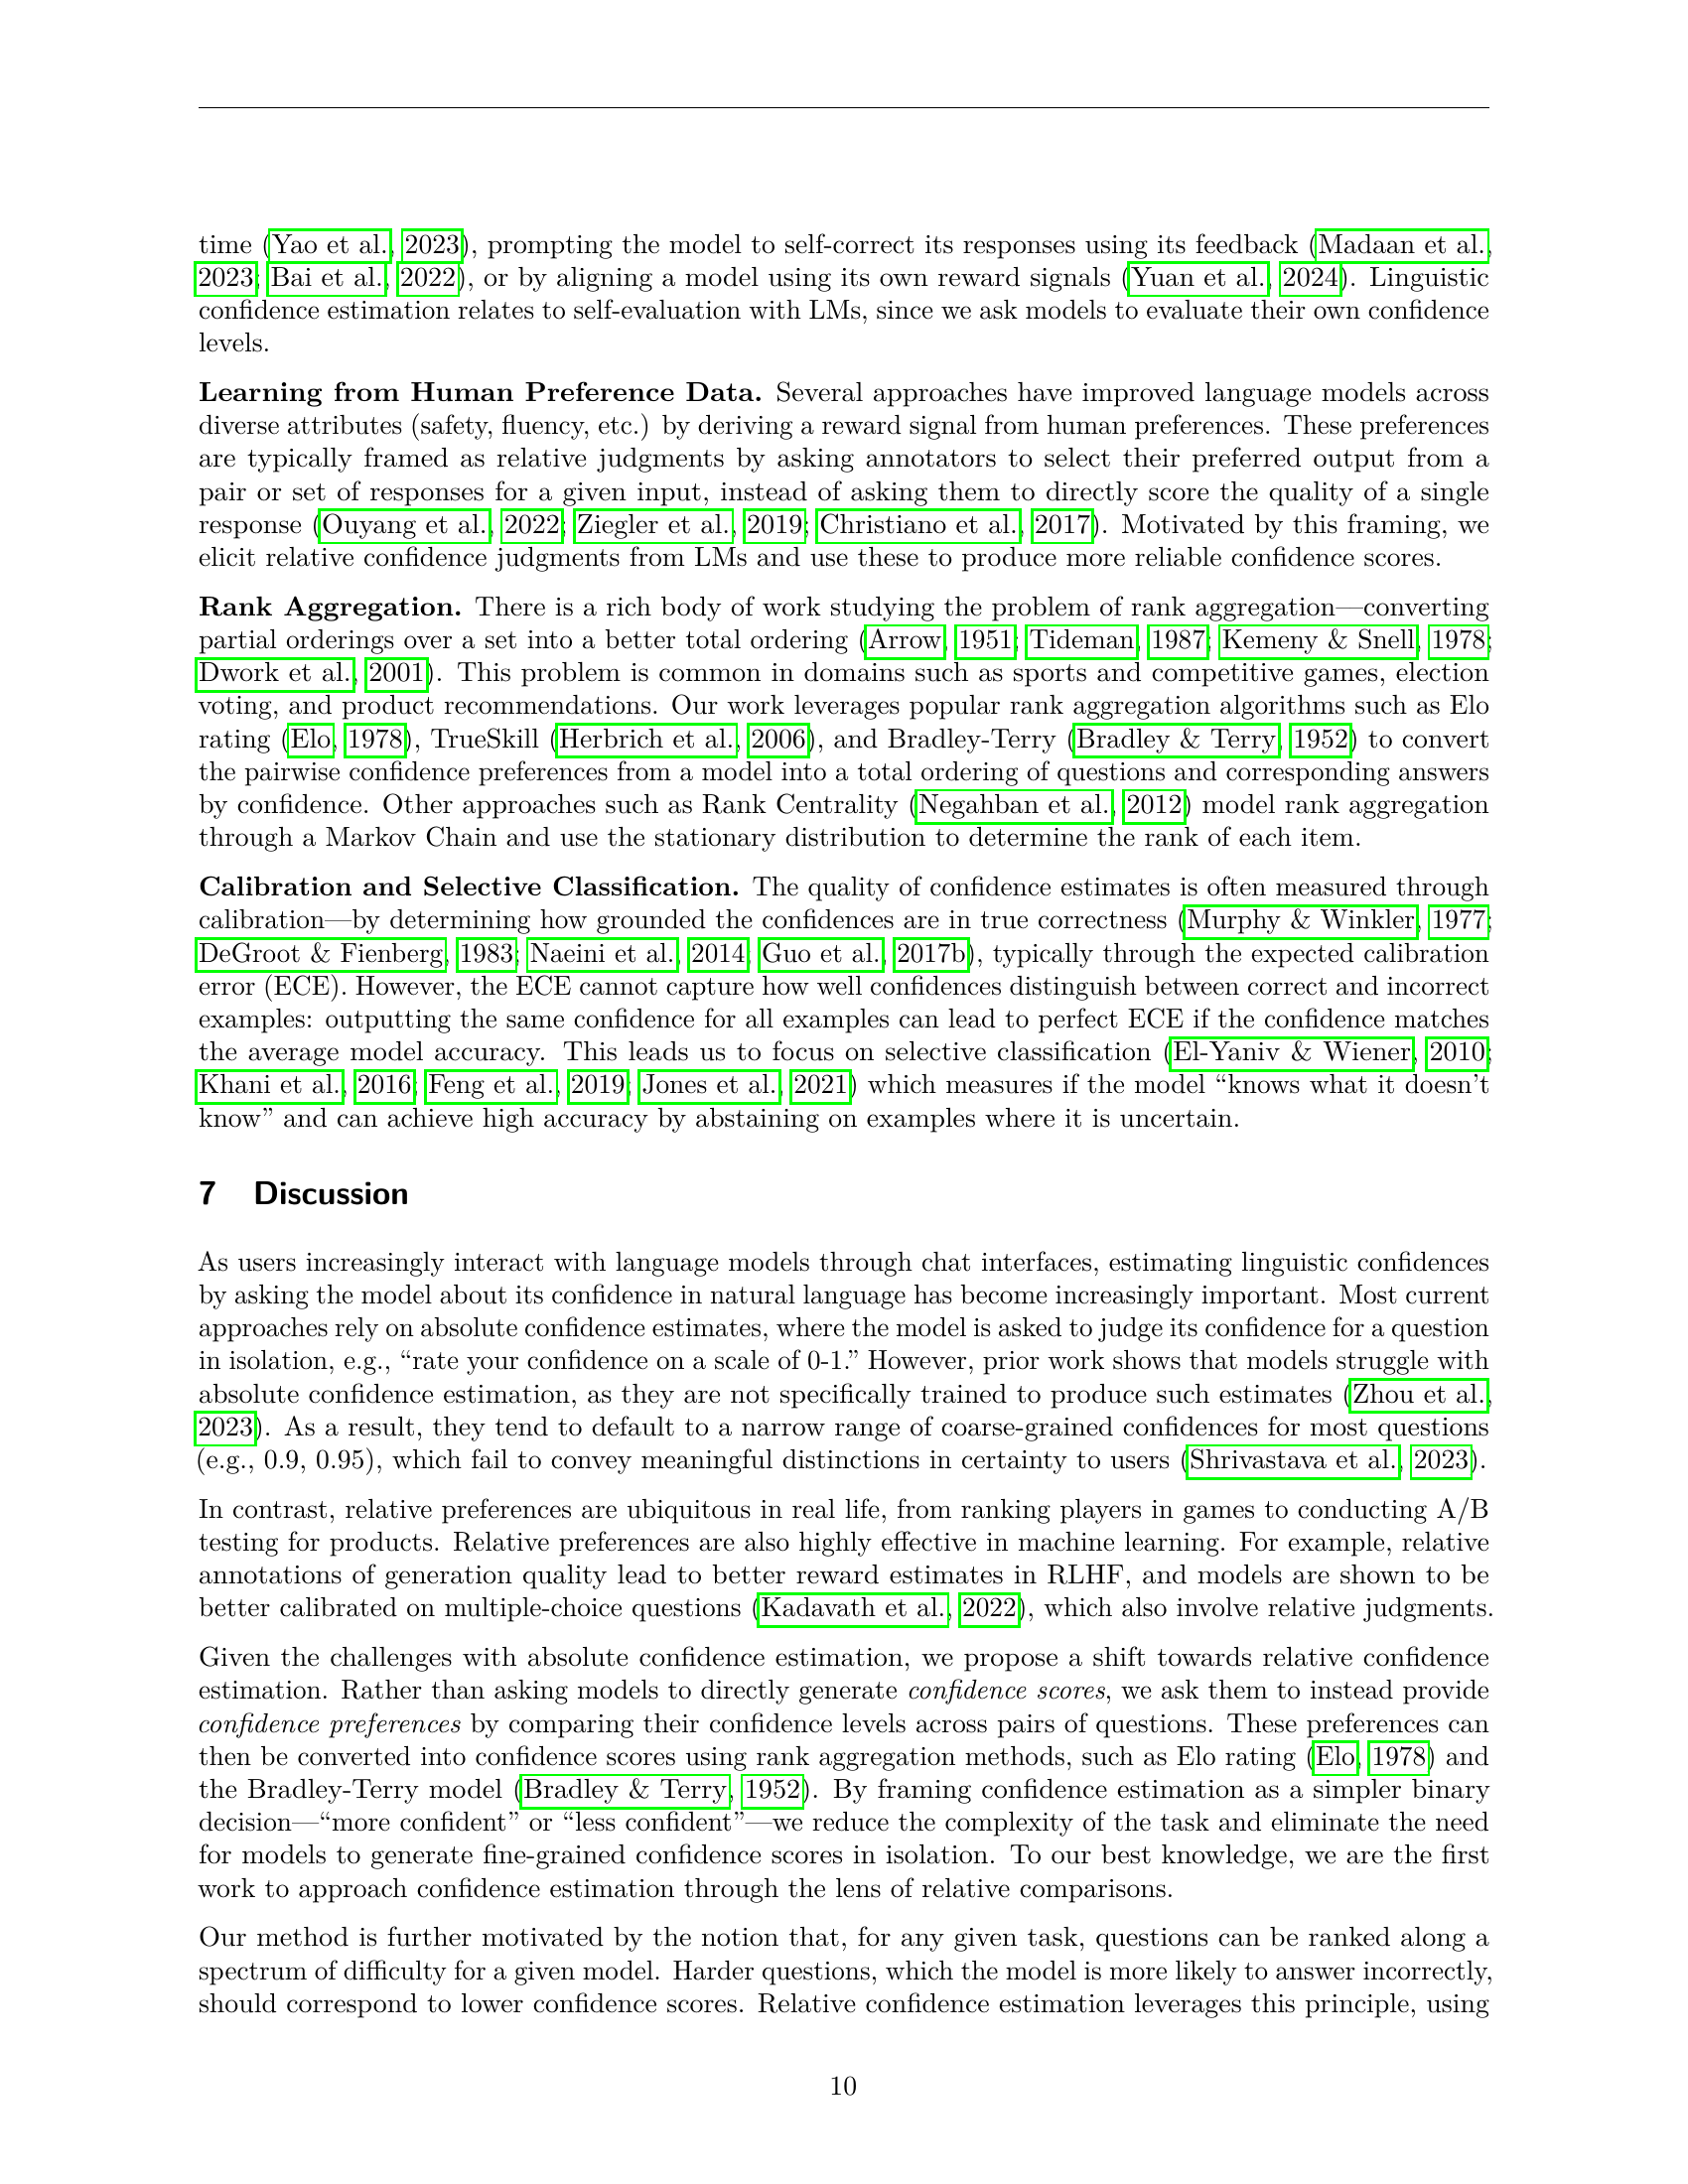 time (Yao et al., 2023), prompting the model to self-correct its responses using its feedback (Madaan et al.,
2023; Bai et al., 2022), or by aligning a model using its own reward signals (Yuan et al., 2024). Linguistic
confidence estimation relates to self-evaluation with LMs, since we ask models to evaluate their own confidence
levels.
Learning from Human Preference Data. Several approaches have improved language models across
diverse attributes (safety, fluency, etc.) by deriving a reward signal from human preferences. These preferences
are typically framed as relative judgments by asking annotators to select their preferred output from a
pair or set of responses for a given input, instead of asking them to directly score the quality of a single
response (Ouyang et al., 2022; Ziegler et al., 2019; Christiano et al., 2017). Motivated by this framing, we
elicit relative confidence judgments from LMs and use these to produce more reliable confidence scores.
Rank Aggregation. There is a rich body of work studying the problem of rank aggregation—converting
partial orderings over a set into a better total ordering (Arrow, 1951; Tideman, 1987; Kemeny & Snell, 1978;
Dwork et al., 2001). This problem is common in domains such as sports and competitive games, election
voting, and product recommendations. Our work leverages popular rank aggregation algorithms such as Elo
rating (Elo, 1978), TrueSkill (Herbrich et al., 2006), and Bradley-Terry (Bradley & Terry, 1952) to convert
the pairwise confidence preferences from a model into a total ordering of questions and corresponding answers
by confidence. Other approaches such as Rank Centrality (Negahban et al., 2012) model rank aggregation
through a Markov Chain and use the stationary distribution to determine the rank of each item.
Calibration and Selective Classification. The quality of confidence estimates is often measured through
calibration—by determining how grounded the confidences are in true correctness (Murphy & Winkler, 1977;
DeGroot & Fienberg, 1983; Naeini et al., 2014; Guo et al., 2017b), typically through the expected calibration
error (ECE). However, the ECE cannot capture how well confidences distinguish between correct and incorrect
examples: outputting the same confidence for all examples can lead to perfect ECE if the confidence matches
the average model accuracy. This leads us to focus on selective classification (El-Yaniv & Wiener, 2010;
Khani et al., 2016; Feng et al., 2019; Jones et al., 2021) which measures if the model “knows what it doesn’t
know” and can achieve high accuracy by abstaining on examples where it is uncertain.
7 Discussion
As users increasingly interact with language models through chat interfaces, estimating linguistic confidences
by asking the model about its confidence in natural language has become increasingly important. Most current
approaches rely on absolute confidence estimates, where the model is asked to judge its confidence for a question
in isolation, e.g., “rate your confidence on a scale of 0-1.” However, prior work shows that models struggle with
absolute confidence estimation, as they are not specifically trained to produce such estimates (Zhou et al.,
2023). As a result, they tend to default to a narrow range of coarse-grained confidences for most questions
(e.g., 0.9, 0.95), which fail to convey meaningful distinctions in certainty to users (Shrivastava et al., 2023).
In contrast, relative preferences are ubiquitous in real life, from ranking players in games to conducting A/B
testing for products. Relative preferences are also highly effective in machine learning. For example, relative
annotations of generation quality lead to better reward estimates in RLHF, and models are shown to be
better calibrated on multiple-choice questions (Kadavath et al., 2022), which also involve relative judgments.
Given the challenges with absolute confidence estimation, we propose a shift towards relative confidence
estimation. Rather than asking models to directly generate confidence scores, we ask them to instead provide
confidence preferences by comparing their confidence levels across pairs of questions. These preferences can
then be converted into confidence scores using rank aggregation methods, such as Elo rating (Elo, 1978) and
the Bradley-Terry model (Bradley & Terry, 1952). By framing confidence estimation as a simpler binary
decision—“more confident” or “less confident”—we reduce the complexity of the task and eliminate the need
for models to generate fine-grained confidence scores in isolation. To our best knowledge, we are the first
work to approach confidence estimation through the lens of relative comparisons.
Our method is further motivated by the notion that, for any given task, questions can be ranked along a
spectrum of difficulty for a given model. Harder questions, which the model is more likely to answer incorrectly,
should correspond to lower confidence scores. Relative confidence estimation leverages this principle, using
10